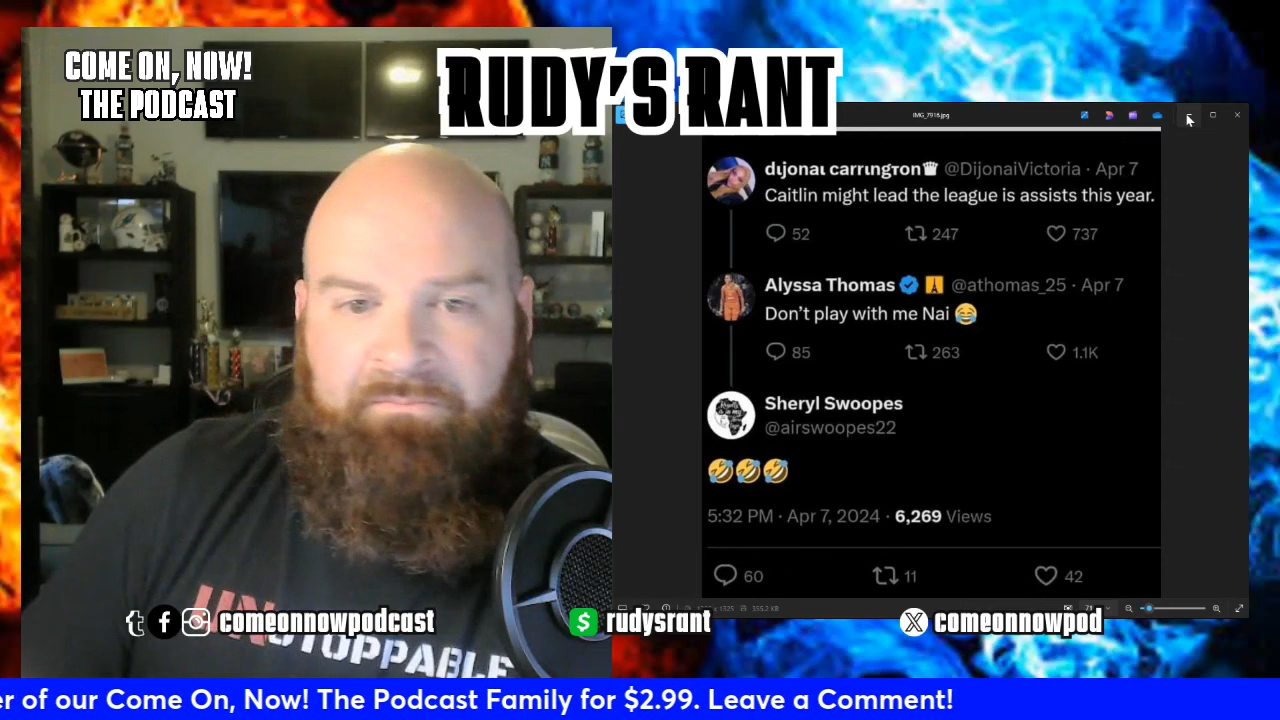 COME ON, NOW!
THE PODCAST
RUDY'S RANT
IMG_7916.jpg
dıjonaı carrıngron @DijonaiVictoria · Apr 7
Caitlin might lead the league is assists this year.
52 247 737
Alyssa Thomas @athomas_25 · Apr 7
Don't play with me Nai 😂
85 263 1.1K
Sheryl Swoopes
@airswoopes22
🤣🤣🤣
5:32 PM · Apr 7, 2024 · 6,269 Views
60 11 42
UNSTOPPABLE
comeonnowpodcast
rudysrant
comeonnowpod
of our Come On, Now! The Podcast Family for $2.99. Leave a Comment!